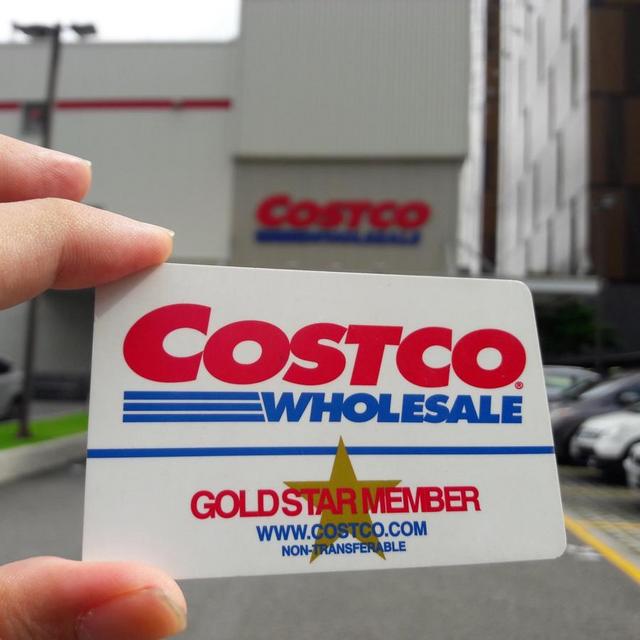 COSTCO
WHOLESALE
COSTCO®
WHOLESALE
GOLD STAR MEMBER
WWW.COSTCO.COM
NON-TRANSFERABLE